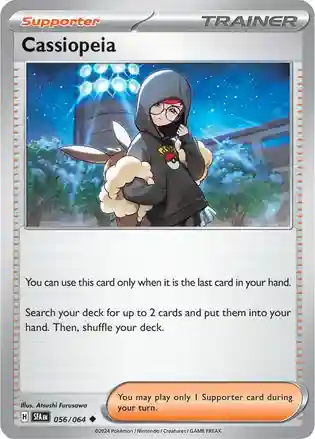 Supporter
TRAINER
Cassiopeia
You can use this card only when it is the last card in your hand.
Search your deck for up to 2 cards and put them into
your hand. Then, shuffle your deck.
Illus. Atsushi Furusawa
H SFA EN 056/064 ◆
You may play only 1 Supporter card during
your turn.
©2024 Pokémon / Nintendo / Creatures / GAME FREAK